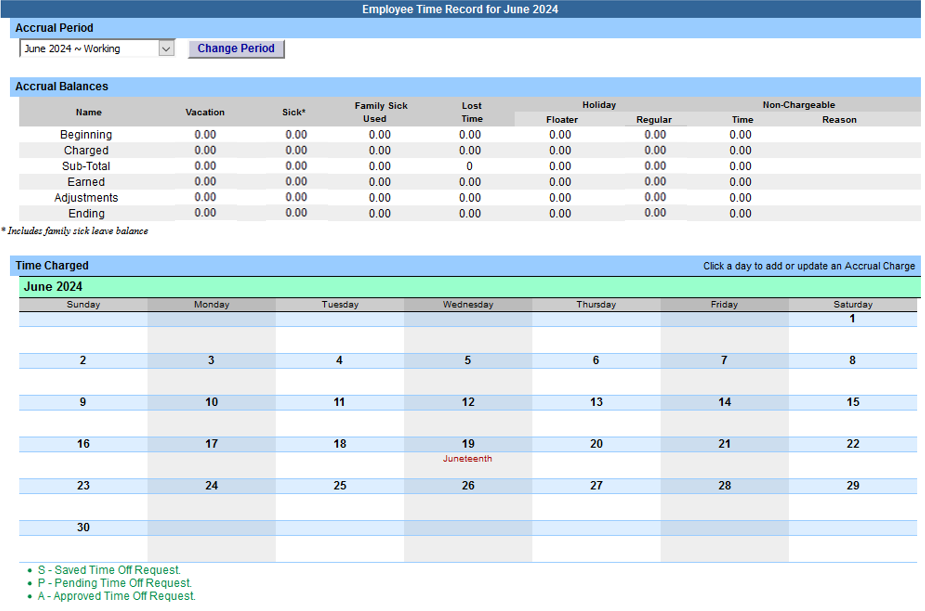 Employee Time Record for June 2024
Accrual Period
June 2024 ~ Working Change Period
Accrual Balances
Name Vacation Sick* Family Sick Used Lost Time Holiday Non-Chargeable
Floater Regular Time Reason
Beginning 0.00 0.00 0.00 0.00 0.00 0.00 0.00
Charged 0.00 0.00 0.00 0.00 0.00 0.00 0.00
Sub-Total 0.00 0.00 0.00 0 0.00 0.00 0.00
Earned 0.00 0.00 0.00 0.00 0.00 0.00 0.00
Adjustments 0.00 0.00 0.00 0.00 0.00 0.00 0.00
Ending 0.00 0.00 0.00 0.00 0.00 0.00 0.00
* Includes family sick leave balance
Time Charged Click a day to add or update an Accrual Charge
June 2024
Sunday Monday Tuesday Wednesday Thursday Friday Saturday
1
2 3 4 5 6 7 8
9 10 11 12 13 14 15
16 17 18 19 20 21 22
Juneteenth
23 24 25 26 27 28 29
30
• S - Saved Time Off Request.
• P - Pending Time Off Request.
• A - Approved Time Off Request.